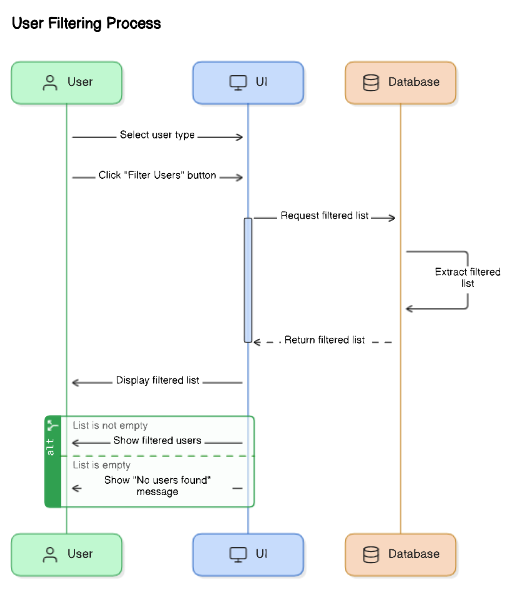 User Filtering Process
User
UI
Database
Select user type
Click "Filter Users" button
Request filtered list
Extract filtered
list
Return filtered list
Display filtered list
alt
List is not empty
Show filtered users
List is empty
Show "No users found"
message
User
UI
Database